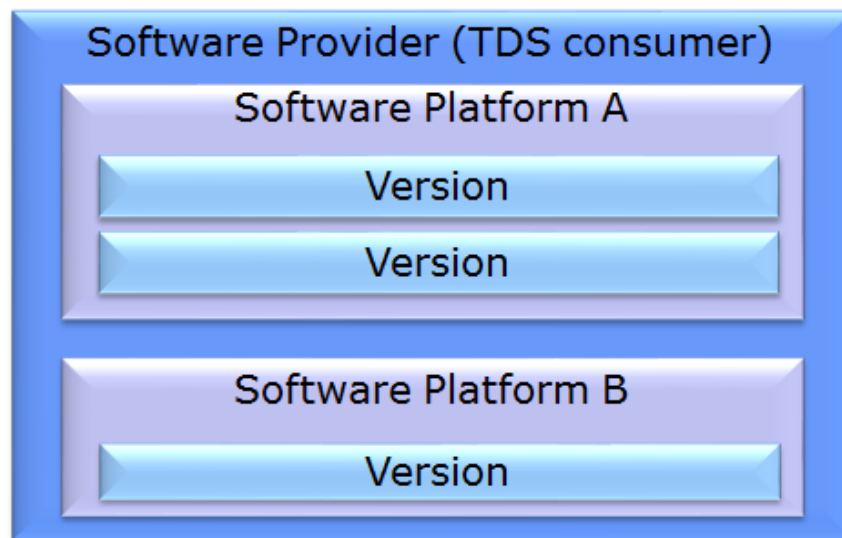 Software Provider (TDS consumer)
Software Platform A
Version
Version
Software Platform B
Version